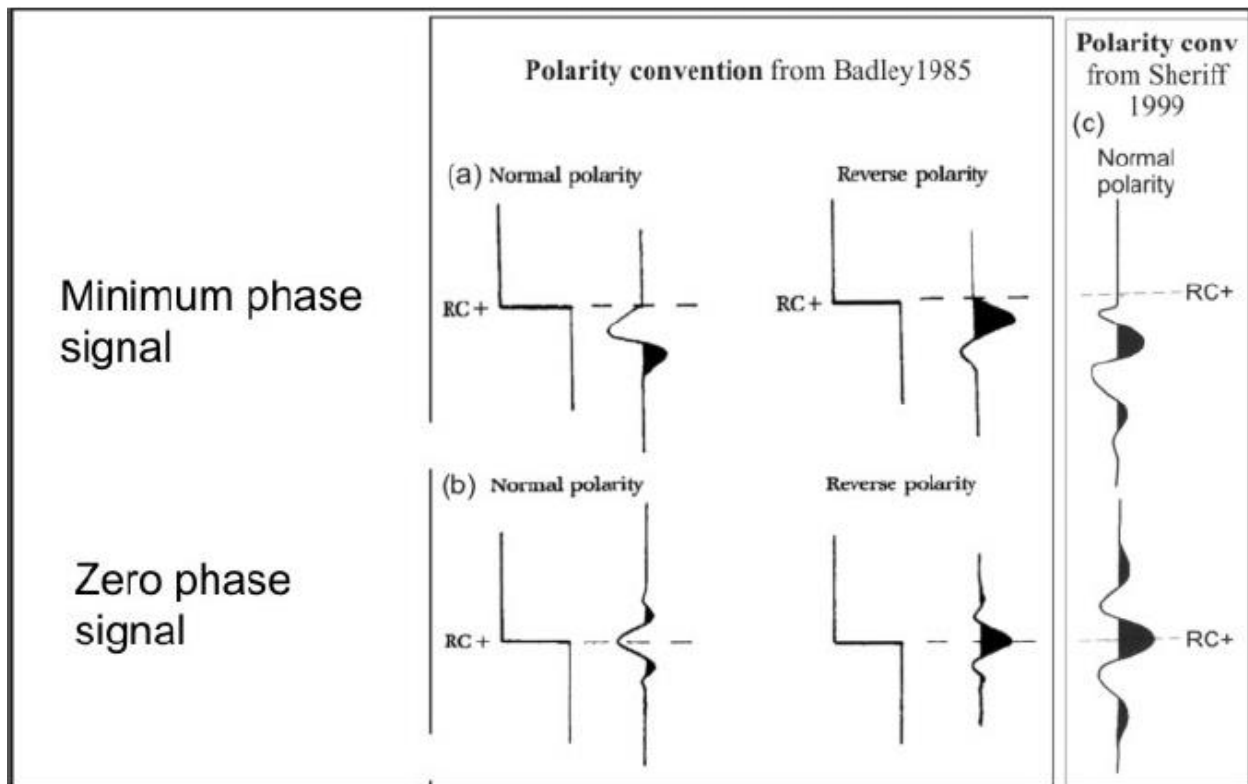 Polarity convention from Badley1985
Polarity conv
from Sheriff
1999
(c)
Normal
polarity
(a) Normal polarity
Reverse polarity
Minimum phase
signal
RC+
RC+
RC+
(b) Normal polarity
Reverse polarity
Zero phase
signal
RC+
RC+
RC+